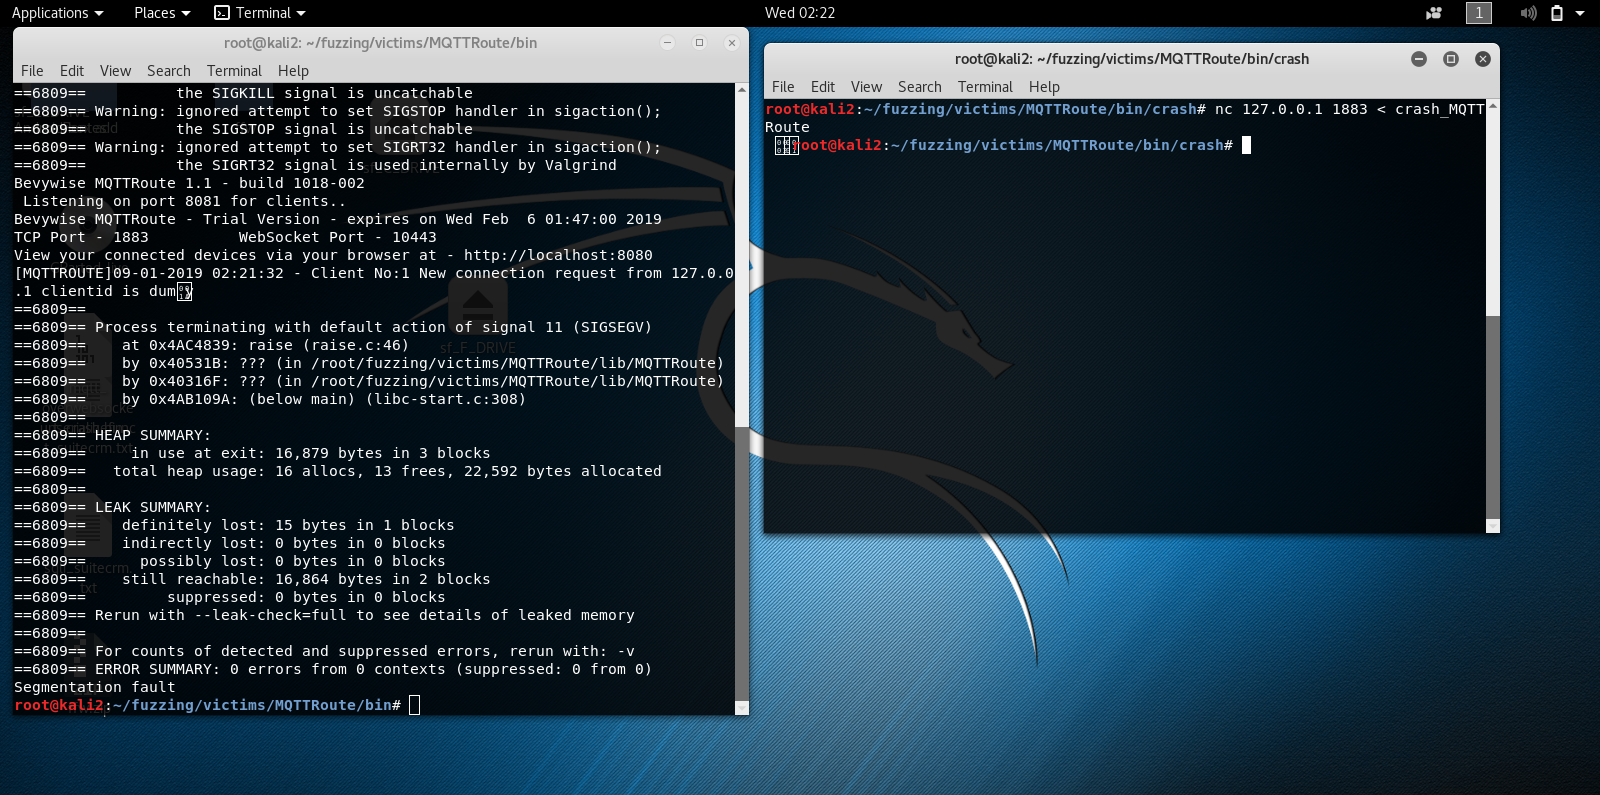 Applications Places Terminal Wed 02:22 1
root@kali2: ~/fuzzing/victims/MQTTRoute/bin
File Edit View Search Terminal Help
==6809==          the SIGKILL signal is uncatchable
==6809== Warning: ignored attempt to set SIGSTOP handler in sigaction();
==6809==          the SIGSTOP signal is uncatchable
==6809== Warning: ignored attempt to set SIGRT32 handler in sigaction();
==6809==          the SIGRT32 signal is used internally by Valgrind
Bevywise MQTTRoute 1.1 - build 1018-002
 Listening on port 8081 for clients..
Bevywise MQTTRoute - Trial Version - expires on Wed Feb  6 01:47:00 2019
TCP Port - 1883          WebSocket Port - 10443
View your connected devices via your browser at - http://localhost:8080
[MQTTROUTE]09-01-2019 02:21:32 - Client No:1 New connection request from 127.0.0
.1 clientid is dum y
==6809==
==6809== Process terminating with default action of signal 11 (SIGSEGV)
==6809==    at 0x4AC4839: raise (raise.c:46)
==6809==    by 0x40531B: ??? (in /root/fuzzing/victims/MQTTRoute/lib/MQTTRoute)
==6809==    by 0x40316F: ??? (in /root/fuzzing/victims/MQTTRoute/lib/MQTTRoute)
==6809==    by 0x4AB109A: (below main) (libc-start.c:308)
==6809==
==6809== HEAP SUMMARY:
==6809==     in use at exit: 16,879 bytes in 3 blocks
==6809==   total heap usage: 16 allocs, 13 frees, 22,592 bytes allocated
==6809==
==6809== LEAK SUMMARY:
==6809==    definitely lost: 15 bytes in 1 blocks
==6809==    indirectly lost: 0 bytes in 0 blocks
==6809==      possibly lost: 0 bytes in 0 blocks
==6809==    still reachable: 16,864 bytes in 2 blocks
==6809==         suppressed: 0 bytes in 0 blocks
==6809== Rerun with --leak-check=full to see details of leaked memory
==6809==
==6809== For counts of detected and suppressed errors, rerun with: -v
==6809== ERROR SUMMARY: 0 errors from 0 contexts (suppressed: 0 from 0)
Segmentation fault
root@kali2:~/fuzzing/victims/MQTTRoute/bin#
sf_F_DRIVE
root@kali2: ~/fuzzing/victims/MQTTRoute/bin/crash
File Edit View Search Terminal Help
root@kali2:~/fuzzing/victims/MQTTRoute/bin/crash# nc 127.0.0.1 1883 < crash_MQTT
Route
root@kali2:~/fuzzing/victims/MQTTRoute/bin/crash#